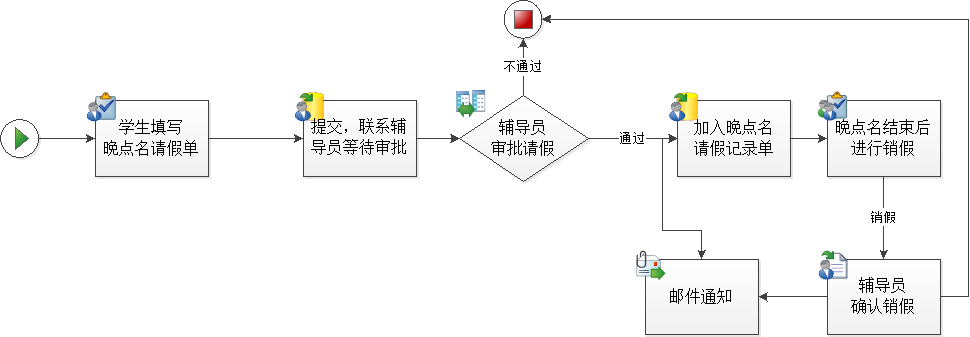 学生填写
晚点名请假单
提交，联系辅
导员等待审批
不通过
辅导员
审批请假
通过
加入晚点名
请假记录单
晚点名结束后
进行销假
销假
邮件通知
辅导员
确认销假